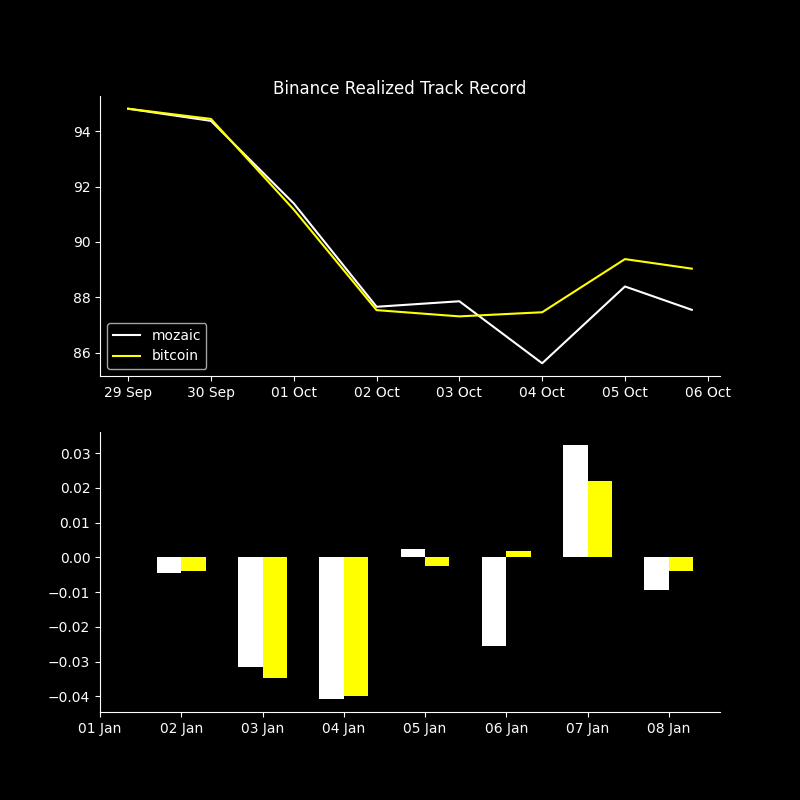 Binance Realized Track Record
94
92
90
88
86
mozaic
bitcoin
29 Sep 30 Sep 01 Oct 02 Oct 03 Oct 04 Oct 05 Oct 06 Oct
0.03
0.02
0.01
0.00
−0.01
−0.02
−0.03
−0.04
01 Jan 02 Jan 03 Jan 04 Jan 05 Jan 06 Jan 07 Jan 08 Jan